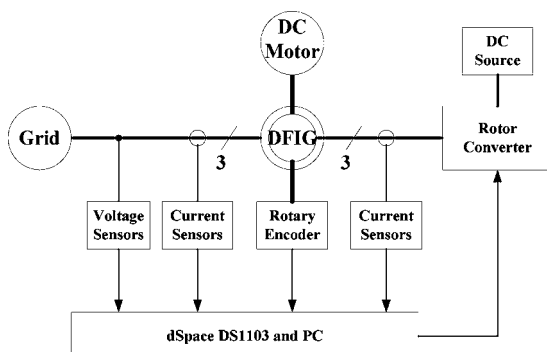 DC
Motor
DC
Source
Grid
DFIG
Rotor
Converter
3
3
Voltage
Sensors
Current
Sensors
Rotary
Encoder
Current
Sensors
dSpace DS1103 and PC